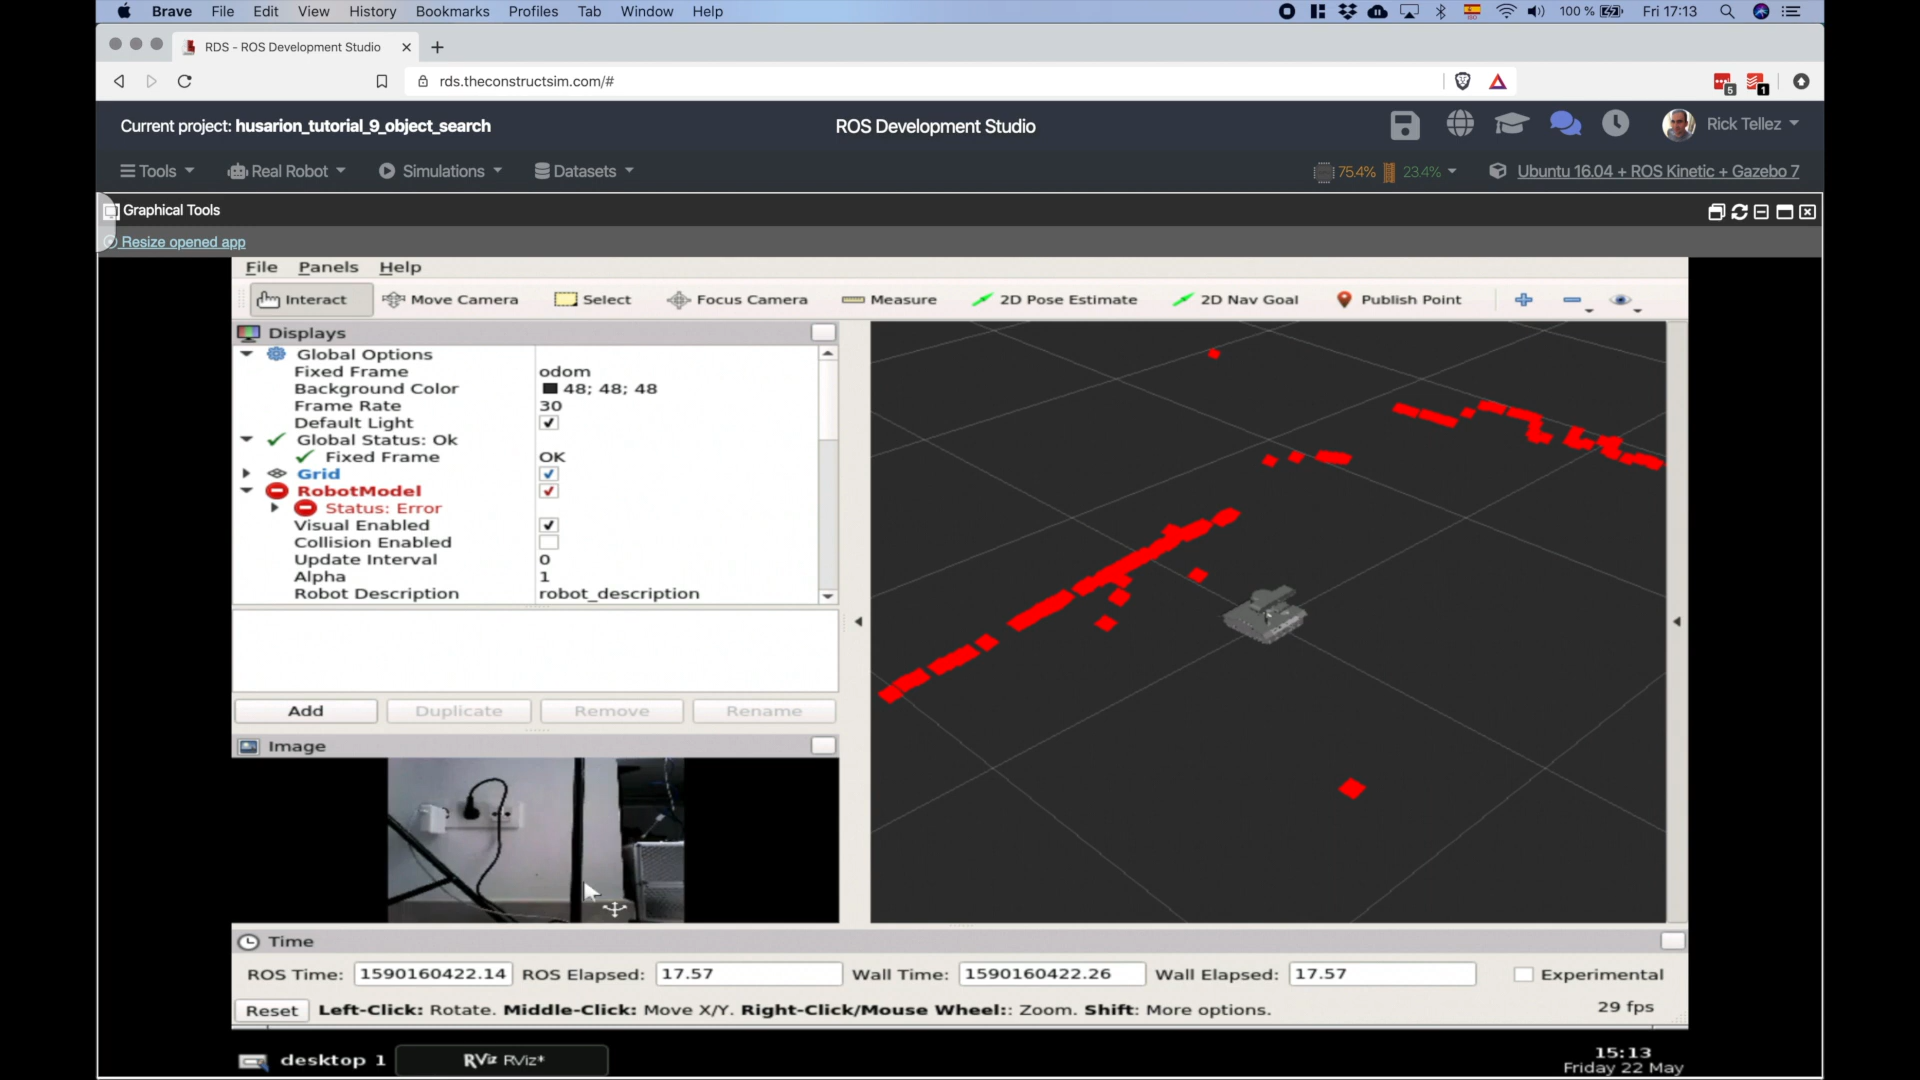 Brave File Edit View History Bookmarks Profiles Tab Window Help 100 % Fri 17:13
RDS - ROS Development Studio
rds.theconstructsim.com/#
5 1
Current project: husarion_tutorial_9_object_search ROS Development Studio Rick Tellez
Tools Real Robot Simulations Datasets 75.4% 23.4% Ubuntu 16.04 + ROS Kinetic + Gazebo 7
Graphical Tools
Resize opened app
File Panels Help
Interact Move Camera Select Focus Camera Measure 2D Pose Estimate 2D Nav Goal Publish Point
Displays
Global Options
Fixed Frame odom
Background Color 48; 48; 48
Frame Rate 30
Default Light
Global Status: Ok
Fixed Frame OK
Grid
RobotModel
Status: Error
Visual Enabled
Collision Enabled
Update Interval 0
Alpha 1
Robot Description robot_description
Add Duplicate Remove Rename
Image
Time
ROS Time: 1590160422.14 ROS Elapsed: 17.57 Wall Time: 1590160422.26 Wall Elapsed: 17.57 Experimental
Reset Left-Click: Rotate. Middle-Click: Move X/Y. Right-Click/Mouse Wheel:: Zoom. Shift: More options. 29 fps
desktop 1 RViz RViz* 15:13
Friday 22 May